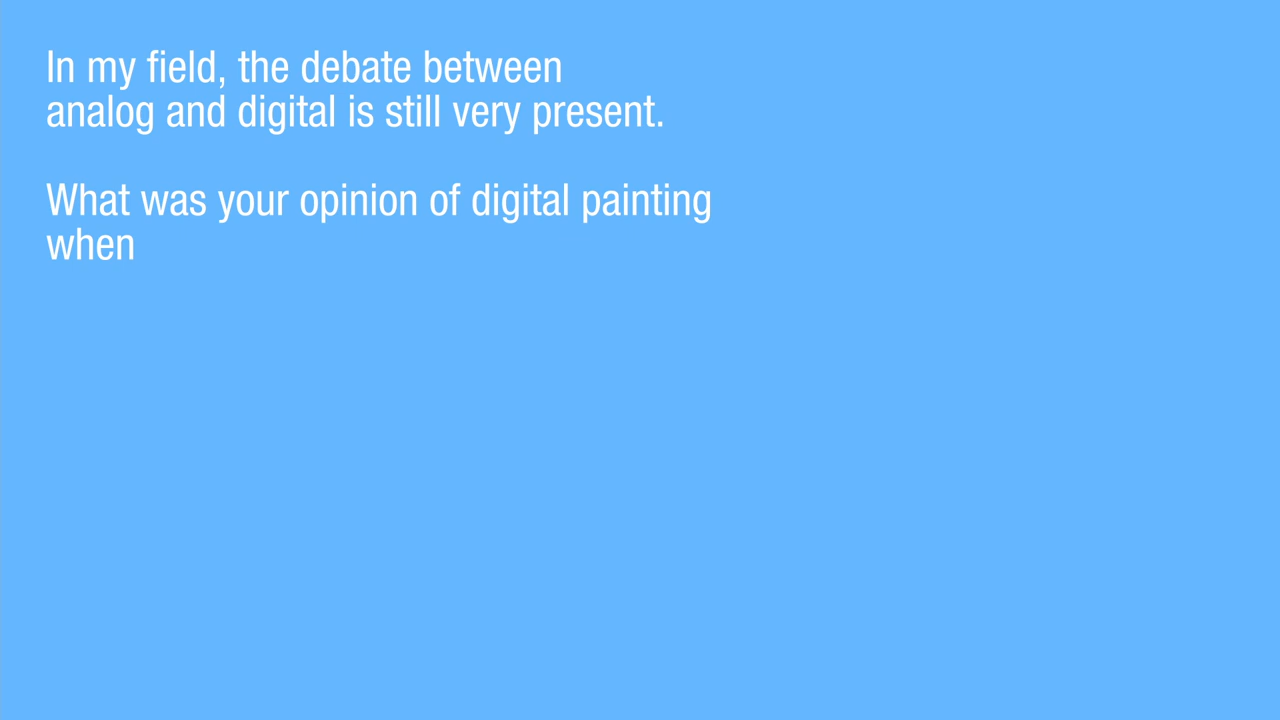 In my field, the debate between
analog and digital is still very present.
What was your opinion of digital painting
when